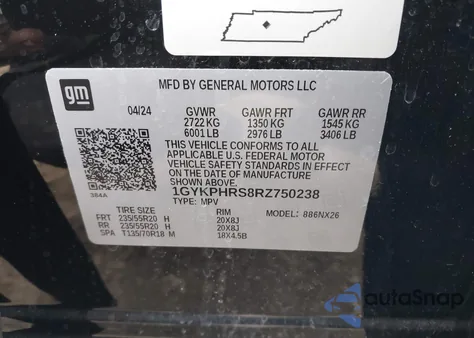 gm
MFD BY GENERAL MOTORS LLC
04/24 GVWR GAWR FRT GAWR RR
2722 KG 1350 KG 1545 KG
6001 LB 2976 LB 3406 LB
THIS VEHICLE CONFORMS TO ALL
APPLICABLE U.S. FEDERAL MOTOR
VEHICLE SAFETY STANDARDS IN EFFECT
ON THE DATE OF MANUFACTURE
SHOWN ABOVE.
384A 1GYKPHRS8RZ750238
TYPE: MPV
TIRE SIZE RIM MODEL: 886NX26
FRT 235/55R20 H 20X8J
RR 235/55R20 H 20X8J
SPA T135/70R18 M 18X4.5B
autoSnap